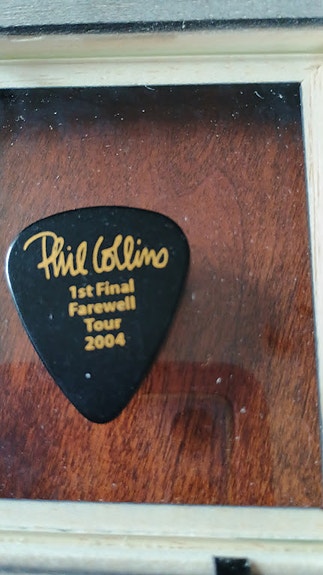 Phil Collins
1st Final
Farewell
Tour
2004